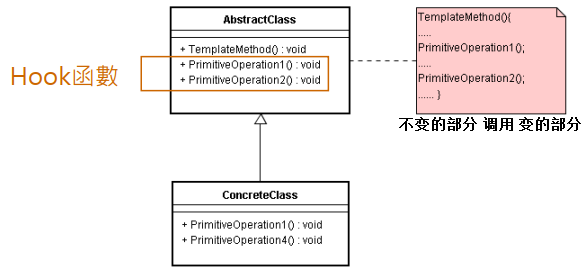 AbstractClass
+ TemplateMethod() : void
+ PrimitiveOperation1() : void
+ PrimitiveOperation2() : void
Hook函數
TemplateMethod(){
.....
PrimitiveOperation1();
.....
PrimitiveOperation2();
...... }
不变的部分 调用 变的部分
ConcreteClass
+ PrimitiveOperation1() : void
+ PrimitiveOperation4() : void